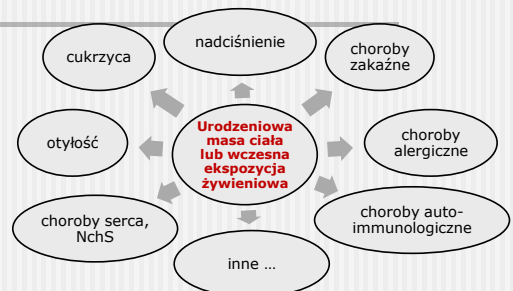 nadciśnienie
cukrzyca
choroby
zakaźne
Urodzeniowa
masa ciała
lub wczesna
ekspozycja
żywieniowa
otyłość
choroby
alergiczne
choroby serca,
NchS
choroby auto-
immunologiczne
inne ...